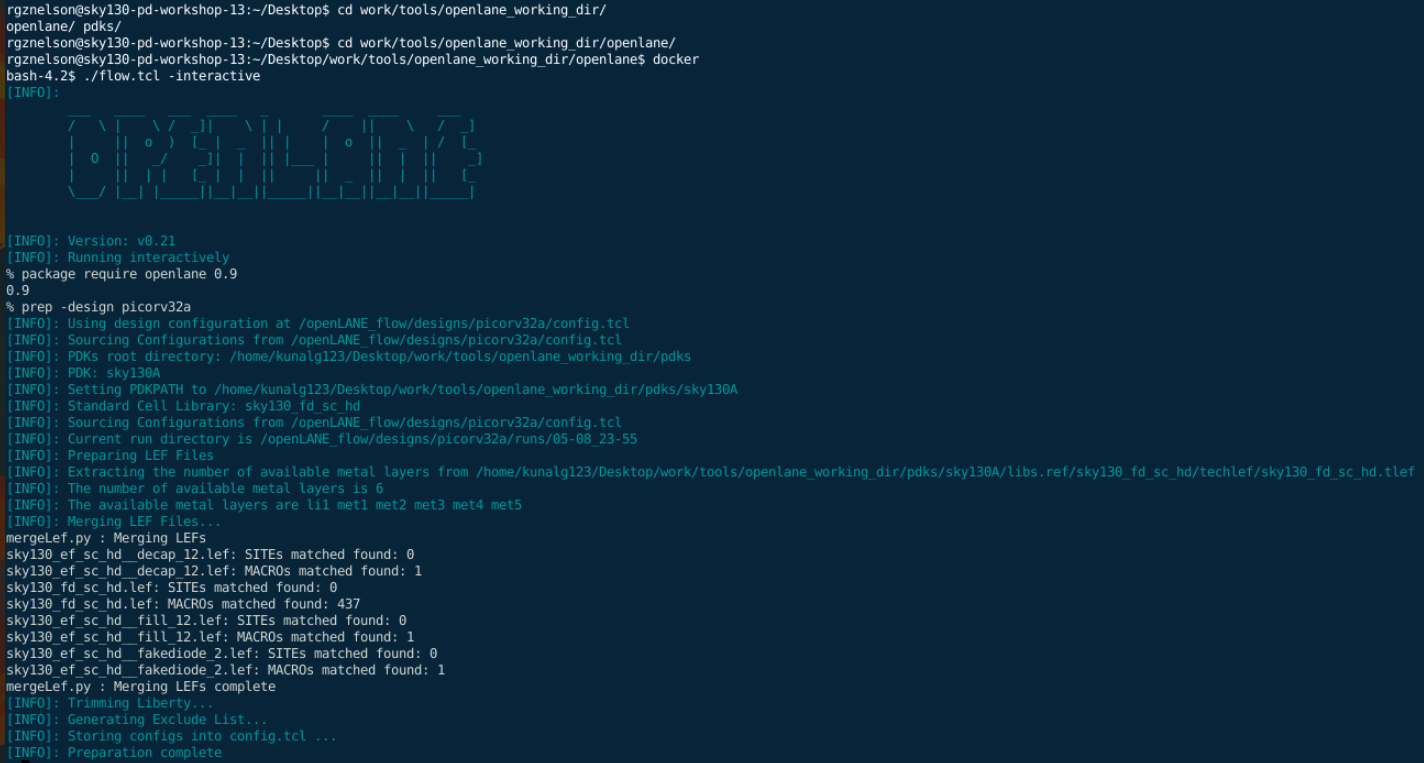 rgznelson@sky130-pd-workshop-13:~/Desktop$ cd work/tools/openlane_working_dir/
openlane/ pdks/
rgznelson@sky130-pd-workshop-13:~/Desktop$ cd work/tools/openlane_working_dir/openlane/
rgznelson@sky130-pd-workshop-13:~/Desktop/work/tools/openlane_working_dir/openlane$ docker
bash-4.2$ ./flow.tcl -interactive
[INFO]:
OPENLANE
[INFO]: Version: v0.21
[INFO]: Running interactively
% package require openlane 0.9
0.9
% prep -design picorv32a
[INFO]: Using design configuration at /openLANE_flow/designs/picorv32a/config.tcl
[INFO]: Sourcing Configurations from /openLANE_flow/designs/picorv32a/config.tcl
[INFO]: PDKs root directory: /home/kunalg123/Desktop/work/tools/openlane_working_dir/pdks
[INFO]: PDK: sky130A
[INFO]: Setting PDKPATH to /home/kunalg123/Desktop/work/tools/openlane_working_dir/pdks/sky130A
[INFO]: Standard Cell Library: sky130_fd_sc_hd
[INFO]: Sourcing Configurations from /openLANE_flow/designs/picorv32a/config.tcl
[INFO]: Current run directory is /openLANE_flow/designs/picorv32a/runs/05-08_23-55
[INFO]: Preparing LEF Files
[INFO]: Extracting the number of available metal layers from /home/kunalg123/Desktop/work/tools/openlane_working_dir/pdks/sky130A/libs.ref/sky130_fd_sc_hd/techlef/sky130_fd_sc_hd.tlef
[INFO]: The number of available metal layers is 6
[INFO]: The available metal layers are li1 met1 met2 met3 met4 met5
[INFO]: Merging LEF Files...
mergeLef.py : Merging LEFs
sky130_ef_sc_hd__decap_12.lef: SITEs matched found: 0
sky130_ef_sc_hd__decap_12.lef: MACROs matched found: 1
sky130_fd_sc_hd.lef: SITEs matched found: 0
sky130_fd_sc_hd.lef: MACROs matched found: 437
sky130_ef_sc_hd__fill_12.lef: SITEs matched found: 0
sky130_ef_sc_hd__fill_12.lef: MACROs matched found: 1
sky130_ef_sc_hd__fakediode_2.lef: SITEs matched found: 0
sky130_ef_sc_hd__fakediode_2.lef: MACROs matched found: 1
mergeLef.py : Merging LEFs complete
[INFO]: Trimming Liberty...
[INFO]: Generating Exclude List...
[INFO]: Storing configs into config.tcl ...
[INFO]: Preparation complete